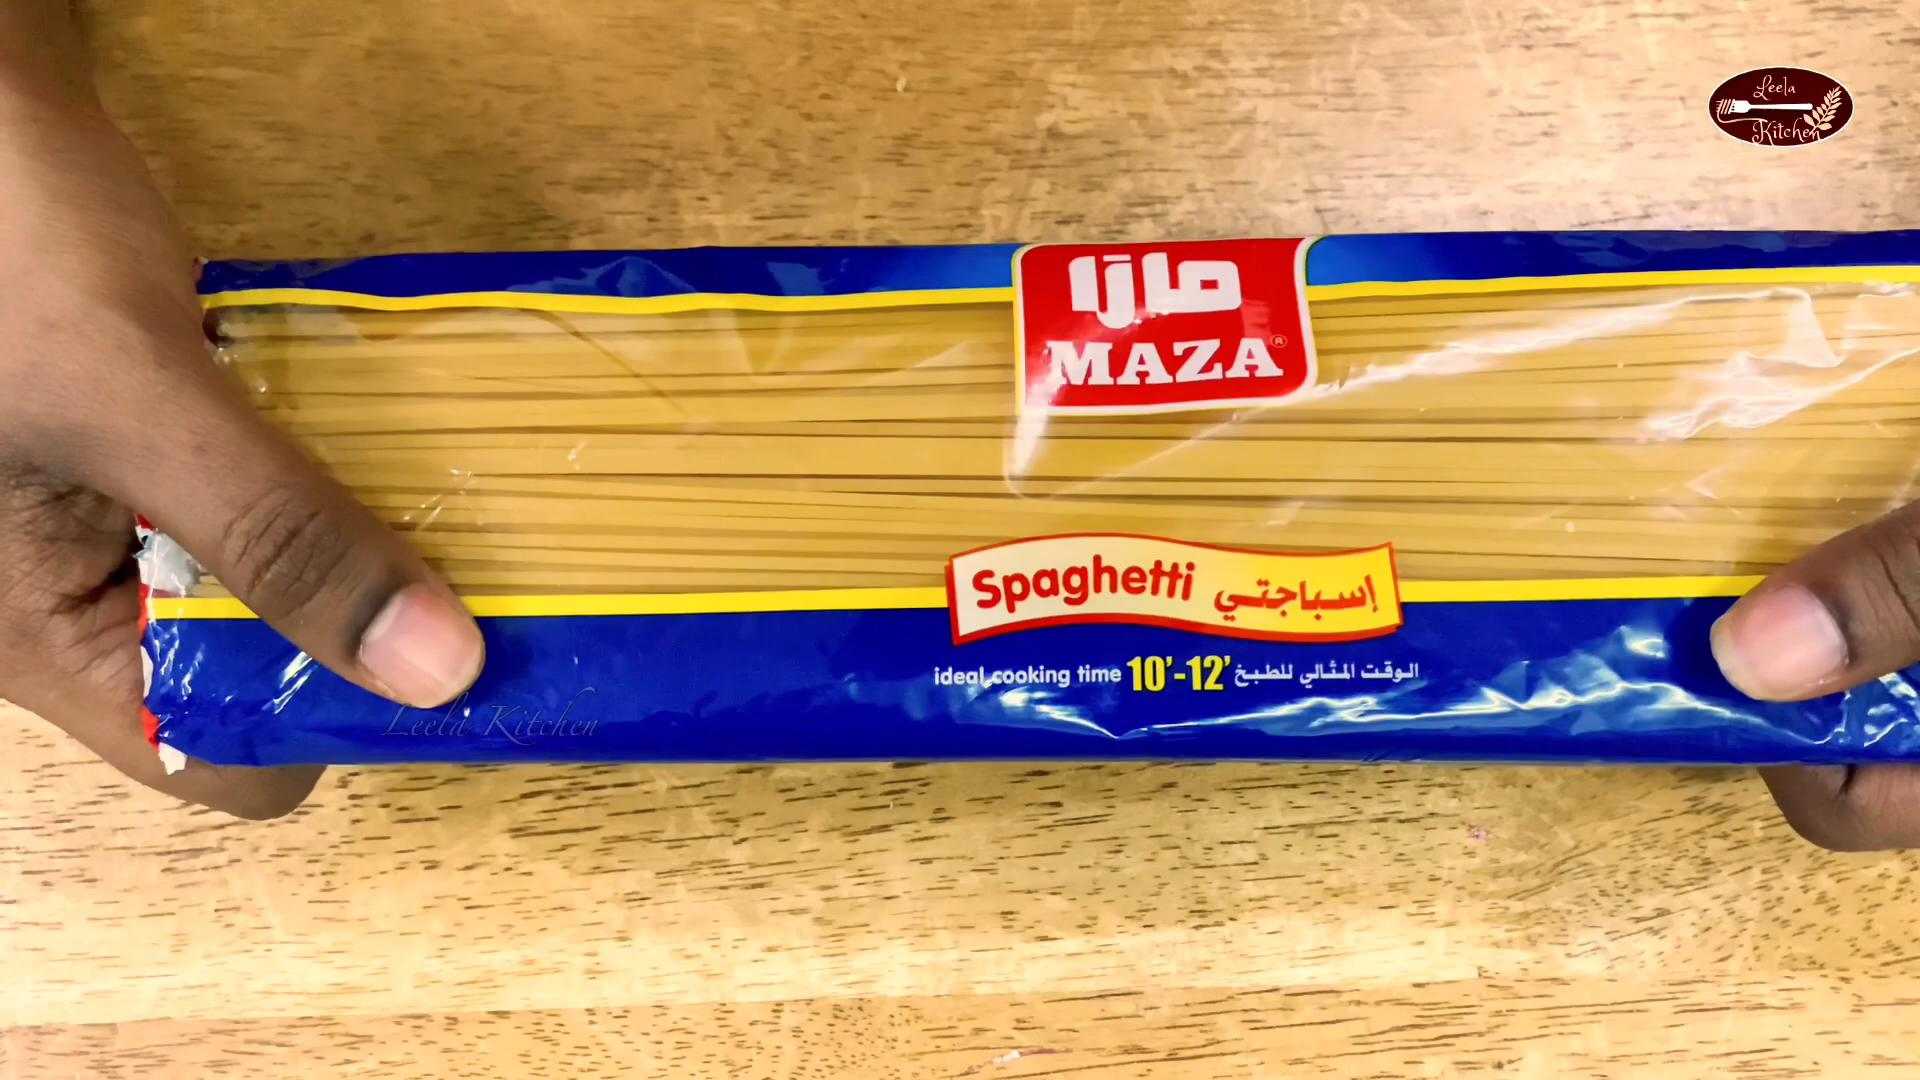 Leela
Kitchen
مازا
MAZA®
Spaghetti إسباجتي
ideal cooking time 10’-12’ الوقت المثالي للطبخ
Leela Kitchen